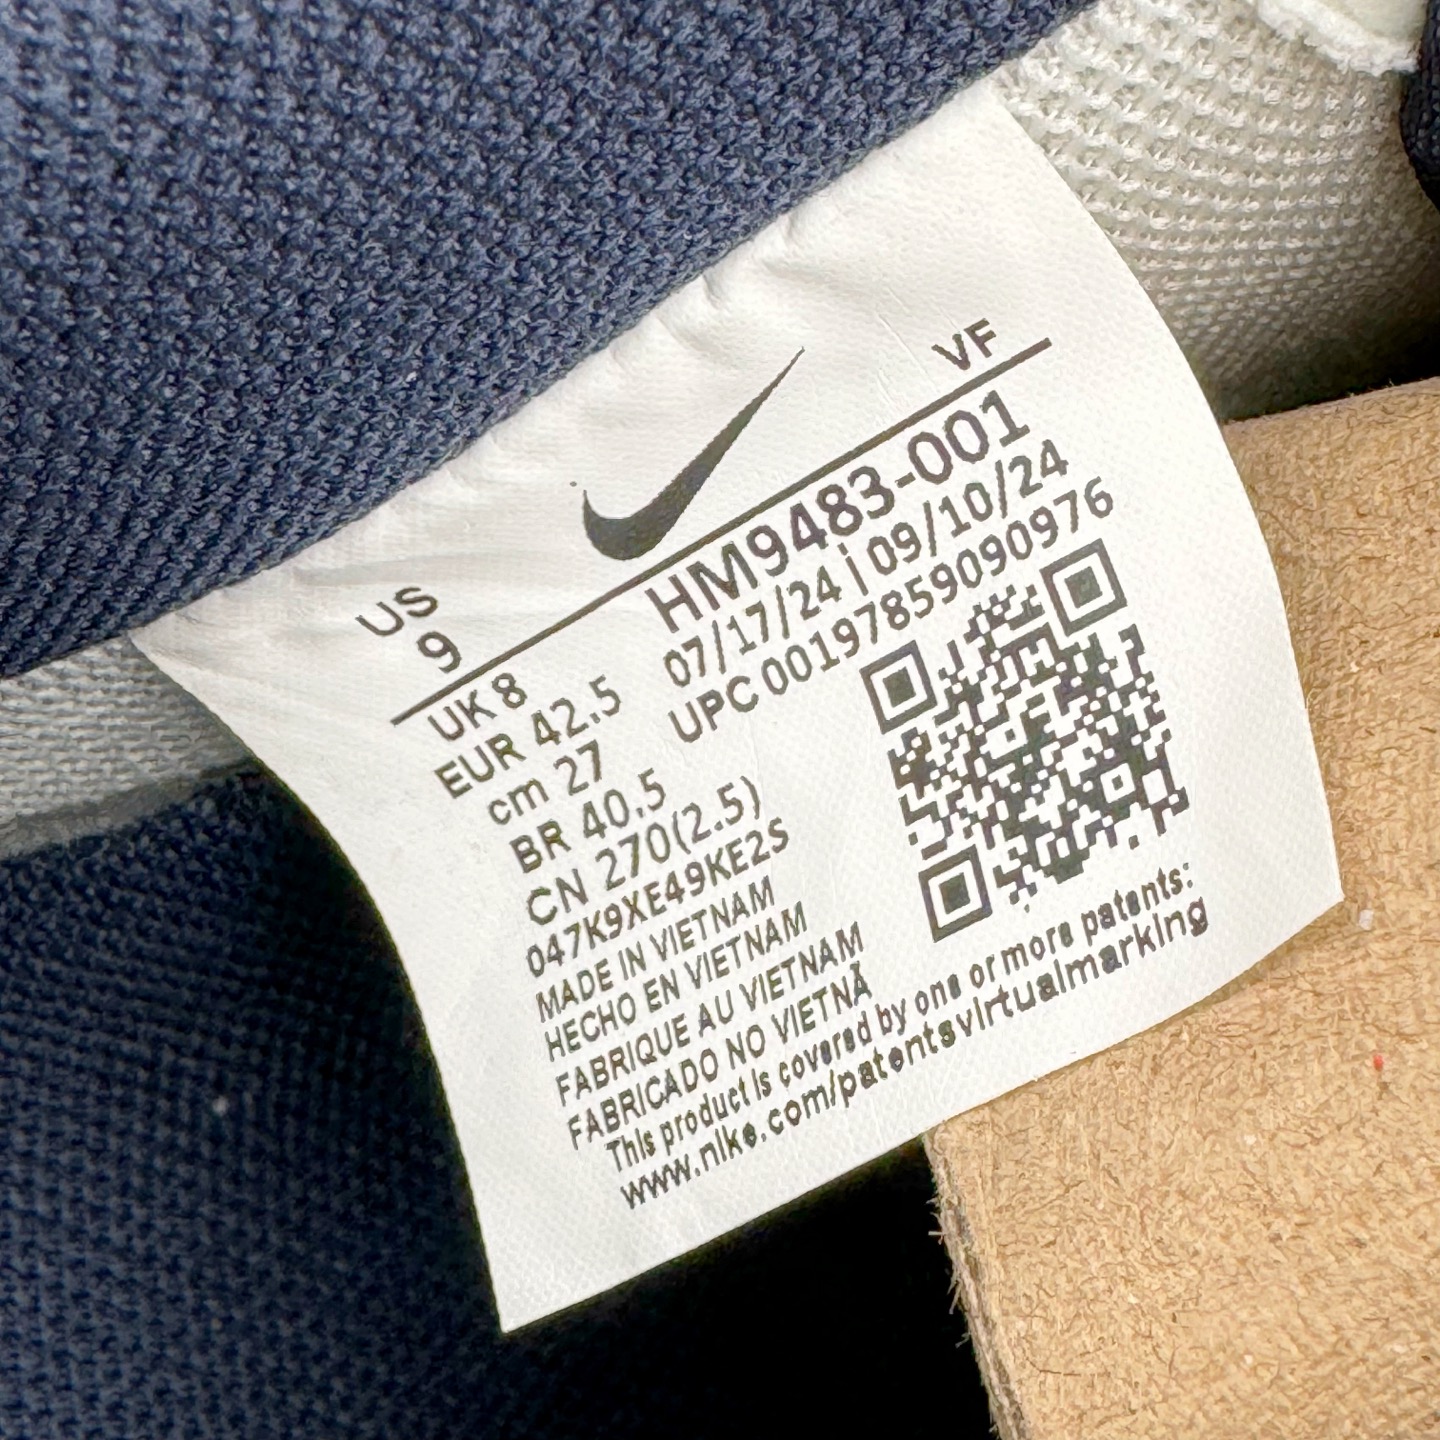 VF
US
9
HM9483-001
07/17/24 | 09/10/24
UPC 00197859090976
UK 8
EUR 42.5
cm 27
BR 40.5
CN 270(2.5)
047K9XE49KE2S
MADE IN VIETNAM
HECHO EN VIETNAM
FABRIQUE AU VIETNAM
FABRICADO NO VIETNÃ
This product is covered by one or more patents:
www.nike.com/patentsvirtualmarking